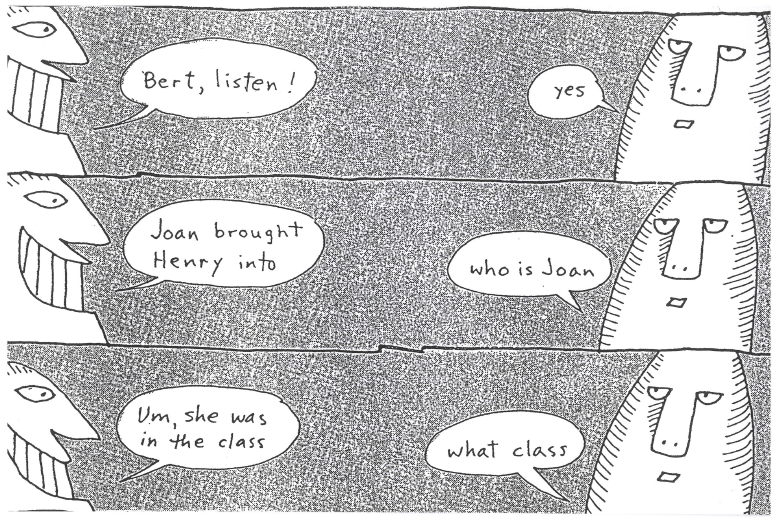 Bert, listen!
yes
Joan brought
Henry into
who is Joan
Um, she was
in the class
what class